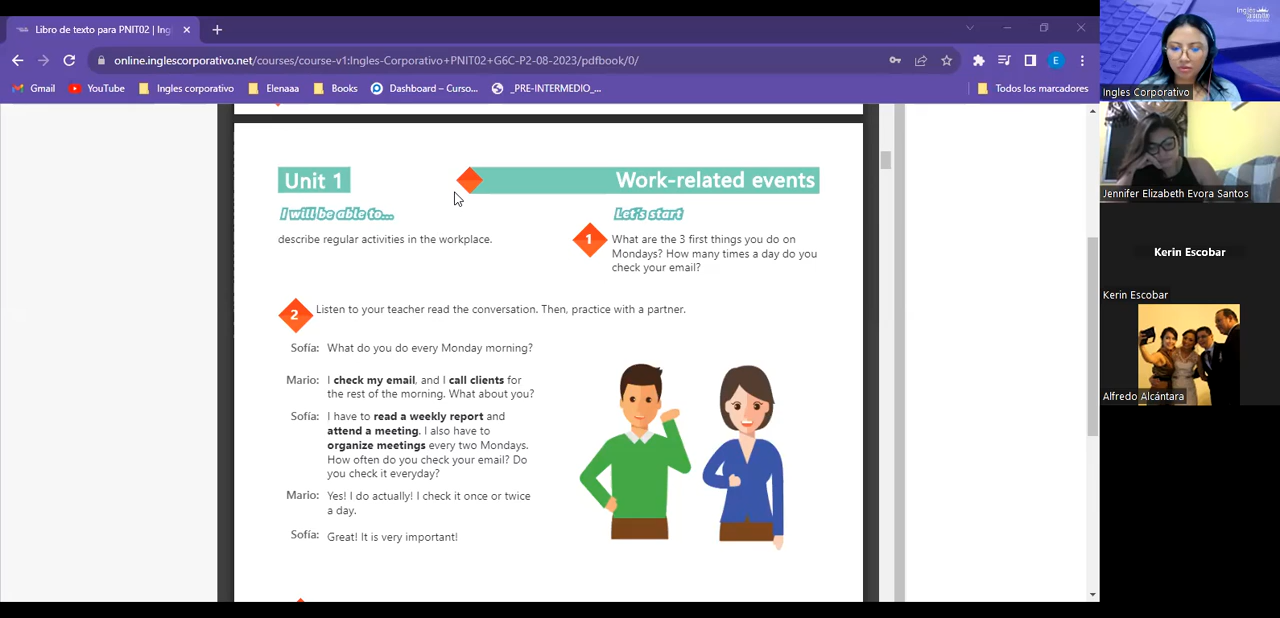 Libro de texto para PNIT02 | Ing
online.inglescorporativo.net/courses/course-v1:Ingles-Corporativo+PNIT02+G6C-P2-08-2023/pdfbook/0/
E
Gmail
YouTube
Ingles corporativo
Elenaaa
Books
Dashboard – Curso...
_PRE-INTERMEDIO_...
Todos los marcadores
Unit 1
Work-related events
I will be able to...
describe regular activities in the workplace.
Let's start
1
What are the 3 first things you do on
Mondays? How many times a day do you
check your email?
2
Listen to your teacher read the conversation. Then, practice with a partner.
Sofía: What do you do every Monday morning?
Mario: I check my email, and I call clients for
the rest of the morning. What about you?
Sofía: I have to read a weekly report and
attend a meeting. I also have to
organize meetings every two Mondays.
How often do you check your email? Do
you check it everyday?
Mario: Yes! I do actually! I check it once or twice
a day.
Sofía: Great! It is very important!
Ingles Corporativo
Jennifer Elizabeth Evora Santos
Kerin Escobar
Kerin Escobar
Alfredo Alcántara